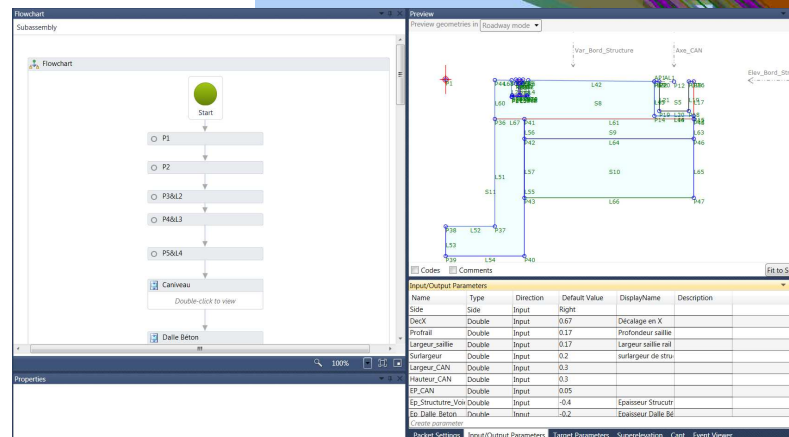 Flowchart
Subassembly
Flowchart
Start
P1
P2
P3&L2
P4&L3
P5&L4
Caniveau
Double-click to view
Dalle Béton
100%
Properties
Preview
Preview geometries in Roadway mode
Var_Bord_Structure
Axe_CAN
Elev_Bord_Str
P1
L42
P12
L60
S8
S5
L17
P14
P36 L67 P41
L61
L56
S9
L63
P42
L64
P46
L51
L57
S10
L65
S11
L55
P43
L66
P47
P38
L52
P37
L53
P39
L54
P40
Codes
Comments
Fit to S
Input/Output Parameters
Name Type Direction Default Value DisplayName Description
Side Side Input Right
DecX Double Input 0.67 Décalage en X
Profrail Double Input 0.17 Profondeur saillie
Largeur_saillie Double Input 0.17 Largeur saillie rail
Surlargeur Double Input 0.2 surlargeur de stru
Largeur_CAN Double Input 0.3
Hauteur_CAN Double Input 0.3
EP_CAN Double Input 0.05
Ep_Structutre_Voi Double Input -0.4 Epaisseur Strucutr
Ep_Dalle_Beton Double Input -0.2 Epaisseur Dalle Bé
Create parameter
Packet Settings Input/Output Parameters Target Parameters Superelevation Cant Event Viewer